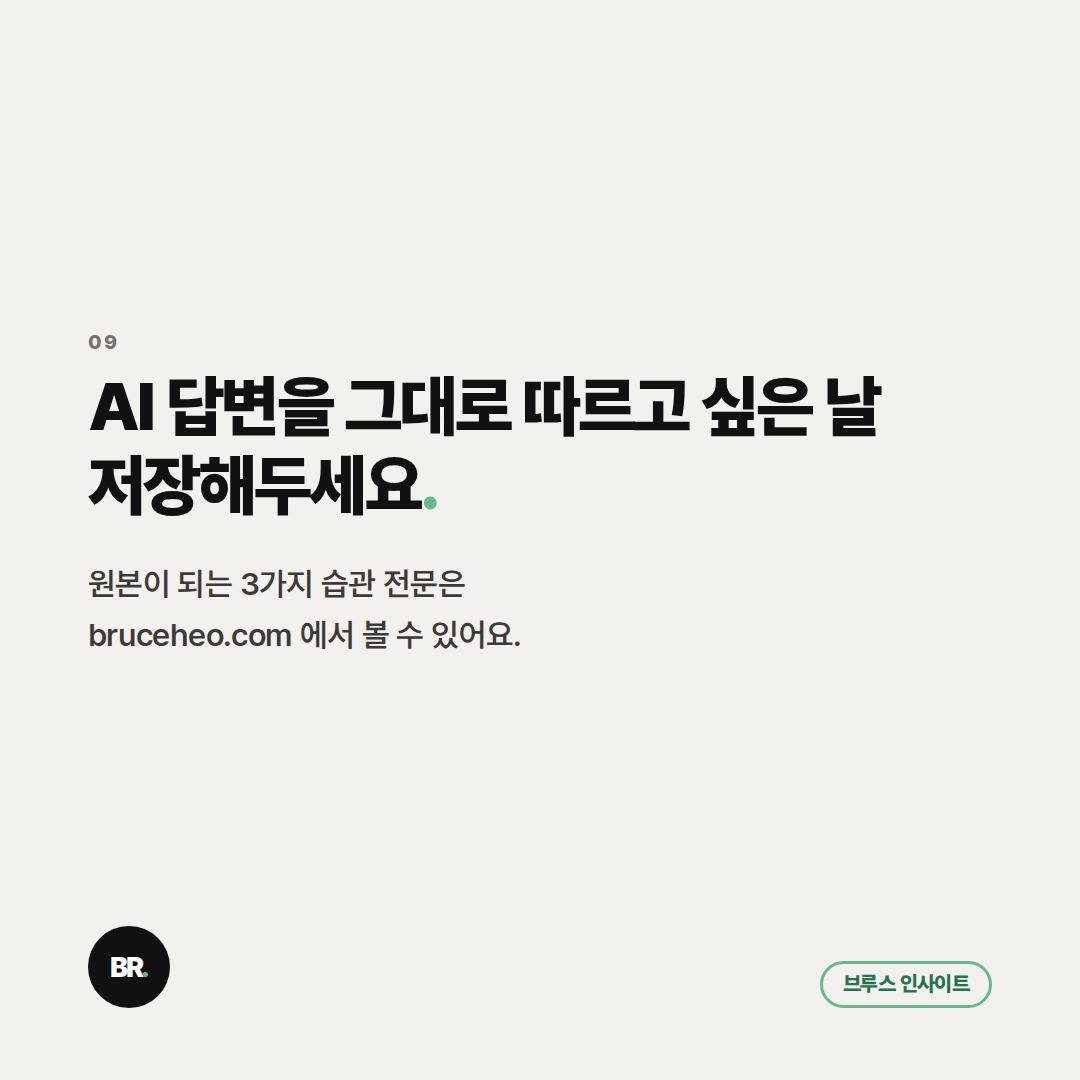 09
AI 답변을 그대로 따르고 싶은 날
저장해두세요.
원본이 되는 3가지 습관 전문은
bruceheo.com 에서 볼 수 있어요.
BR.
브루스 인사이트